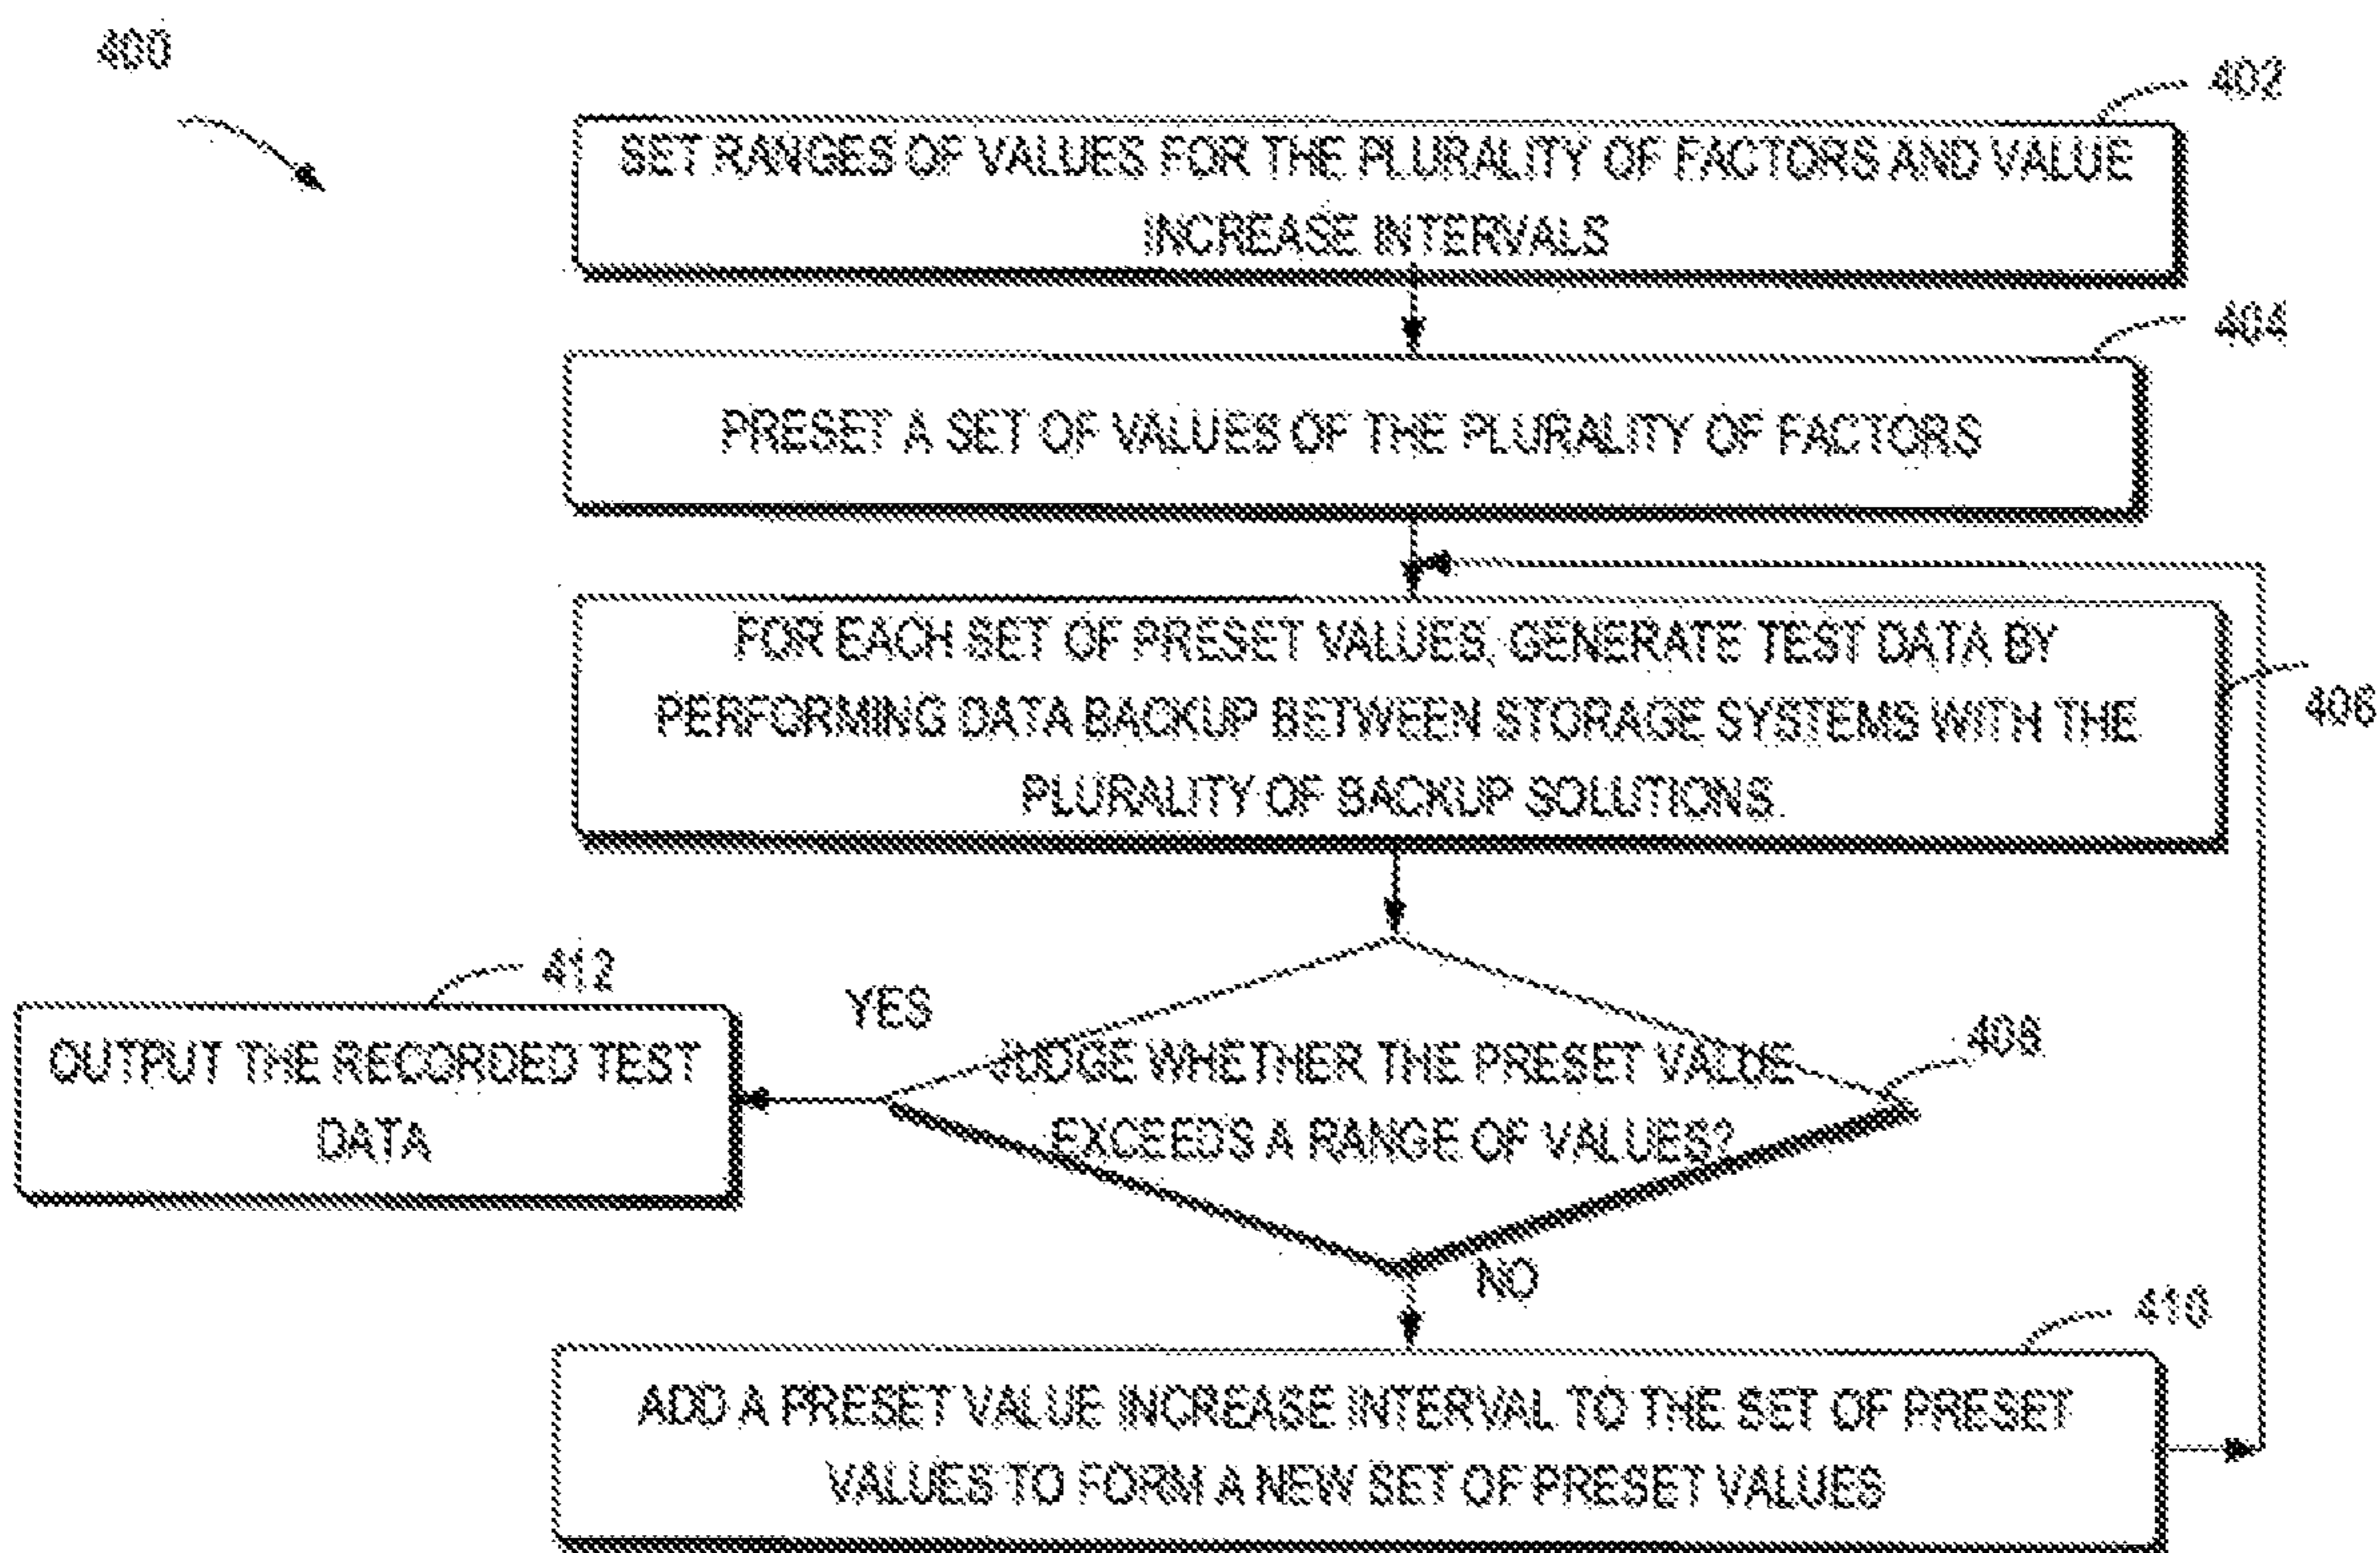 400
402
SET RANGES OF VALUES FOR THE PLURALITY OF FACTORS AND VALUE
INCREASE INTERVALS
404
PRESET A SET OF VALUES OF THE PLURALITY OF FACTORS
FOR EACH SET OF PRESET VALUES, GENERATE TEST DATA BY
PERFORMING DATA BACKUP BETWEEN STORAGE SYSTEMS WITH THE
PLURALITY OF BACKUP SOLUTIONS.
406
412
YES
OUTPUT THE RECORDED TEST
DATA
408
JUDGE WHETHER THE PRESET VALUE
EXCEEDS A RANGE OF VALUES?
NO
410
ADD A PRESET VALUE INCREASE INTERVAL TO THE SET OF PRESET
VALUES TO FORM A NEW SET OF PRESET VALUES